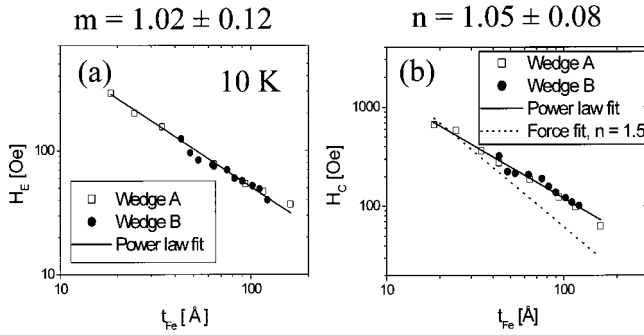 m = 1.02 ± 0.12
n = 1.05 ± 0.08
(a)
10 K
100
10
H_E [Oe]
Wedge A
Wedge B
Power law fit
10
100
t_Fe [Å]
(b)
Wedge A
Wedge B
Power law fit
Force fit, n = 1.5
1000
100
H_C [Oe]
10
100
t_Fe [Å]